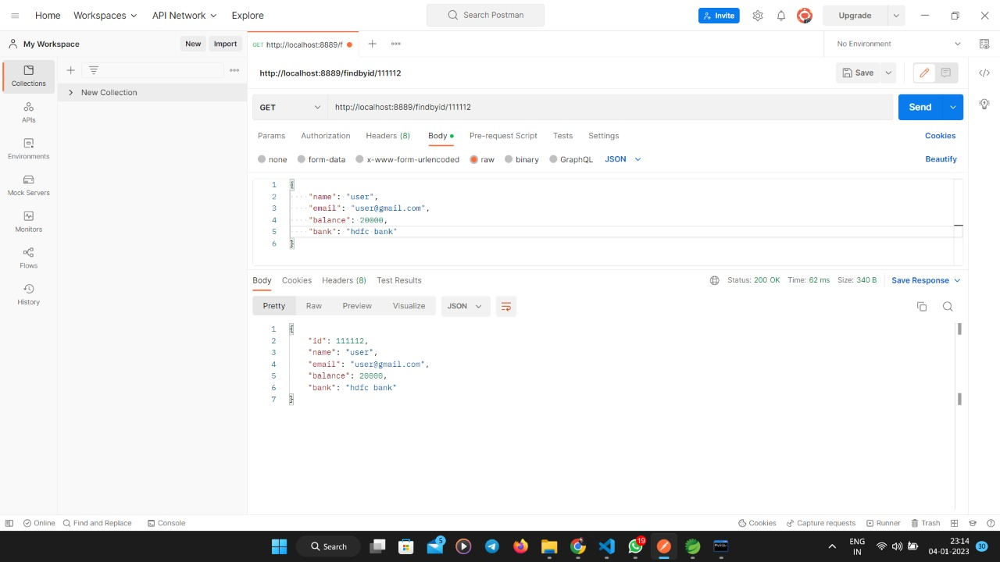 Home Workspaces API Network Explore Search Postman Invite Upgrade
My Workspace New Import GET http://localhost:8889/f No Environment
Collections
APIs
Environments
Mock Servers
Monitors
Flows
History
New Collection
http://localhost:8889/findbyid/111112 Save
GET http://localhost:8889/findbyid/111112 Send
Params Authorization Headers (8) Body Pre-request Script Tests Settings Cookies
none form-data x-www-form-urlencoded raw binary GraphQL JSON Beautify
1 {
2 "name": "user",
3 "email": "user@gmail.com",
4 "balance": 20000,
5 "bank": "hdfc bank"
6 }
Body Cookies Headers (8) Test Results Status: 200 OK Time: 62 ms Size: 340 B Save Response
Pretty Raw Preview Visualize JSON
1 {
2 "id": 111112,
3 "name": "user",
4 "email": "user@gmail.com",
5 "balance": 20000,
6 "bank": "hdfc bank"
7 }
Online Find and Replace Console Cookies Capture requests Runner Trash
Search 5 19 MySQL ENG IN 23:14 04-01-2023 30